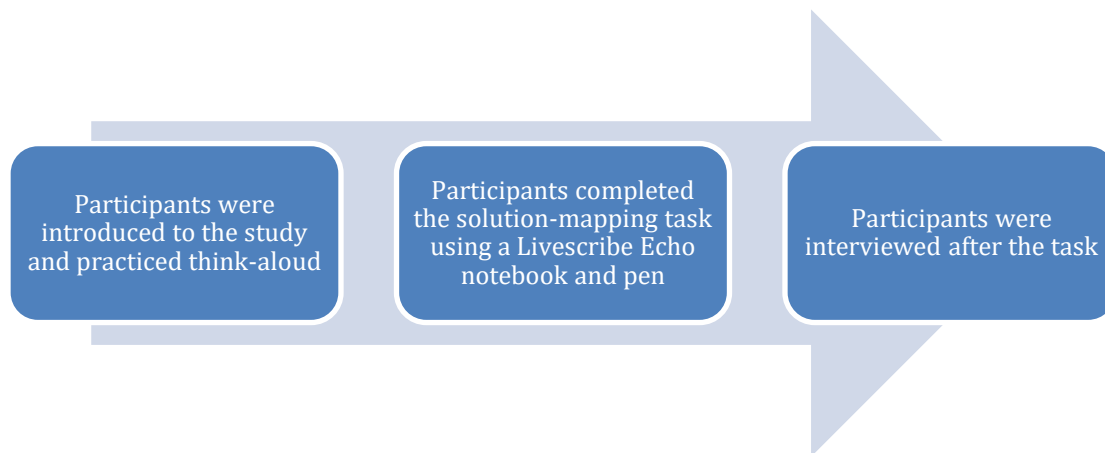 Participants were
introduced to the study
and practiced think-aloud
Participants completed
the solution-mapping task
using a Livescribe Echo
notebook and pen
Participants were
interviewed after the task